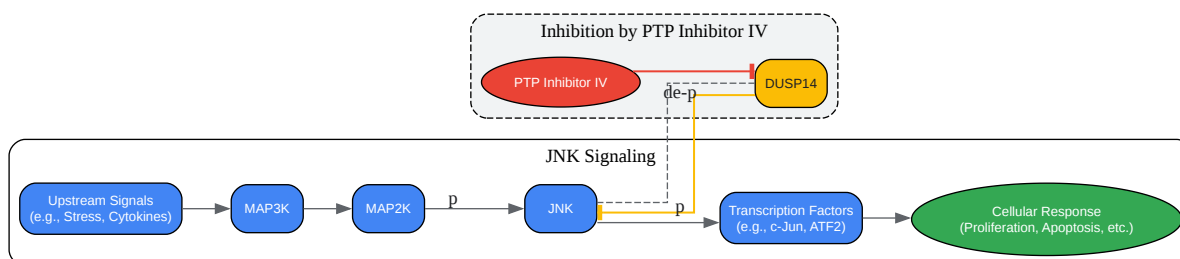 Inhibition by PTP Inhibitor IV
PTP Inhibitor IV
DUSP14
de-p
JNK Signaling
Upstream Signals
(e.g., Stress, Cytokines)
MAP3K
MAP2K
p
JNK
p
Transcription Factors
(e.g., c-Jun, ATF2)
Cellular Response
(Proliferation, Apoptosis, etc.)